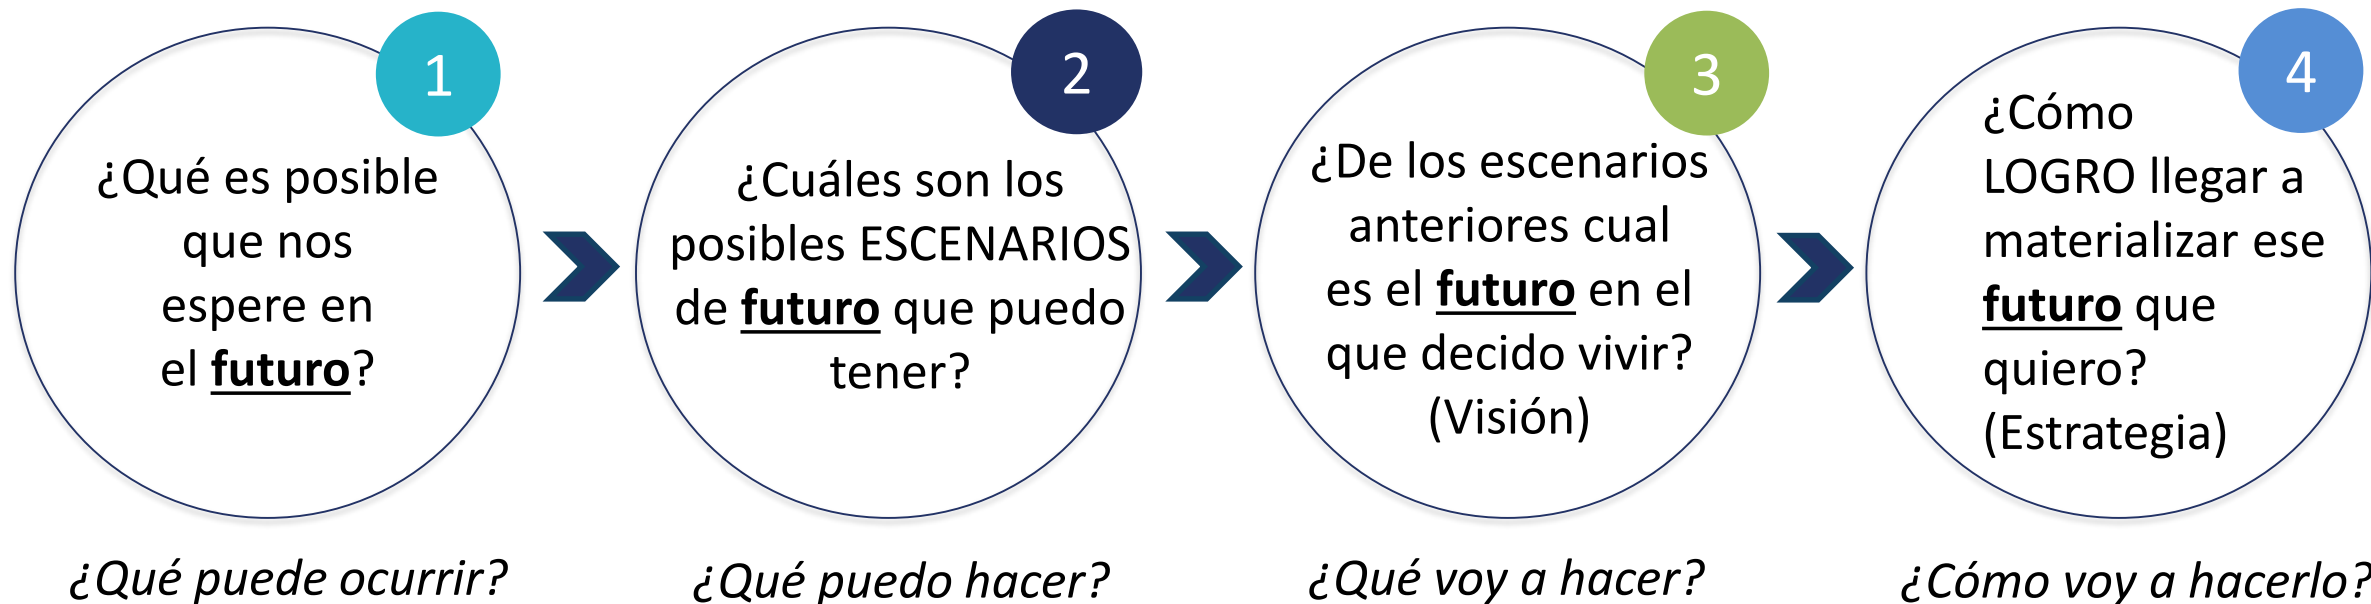 1
¿Qué es posible
que nos
espere en
el futuro?
¿Qué puede ocurrir?
2
¿Cuáles son los
posibles ESCENARIOS
de futuro que puedo
tener?
¿Qué puedo hacer?
3
¿De los escenarios
anteriores cual
es el futuro en el
que decido vivir?
(Visión)
¿Qué voy a hacer?
4
¿Cómo
LOGRO llegar a
materializar ese
futuro que
quiero?
(Estrategia)
¿Cómo voy a hacerlo?